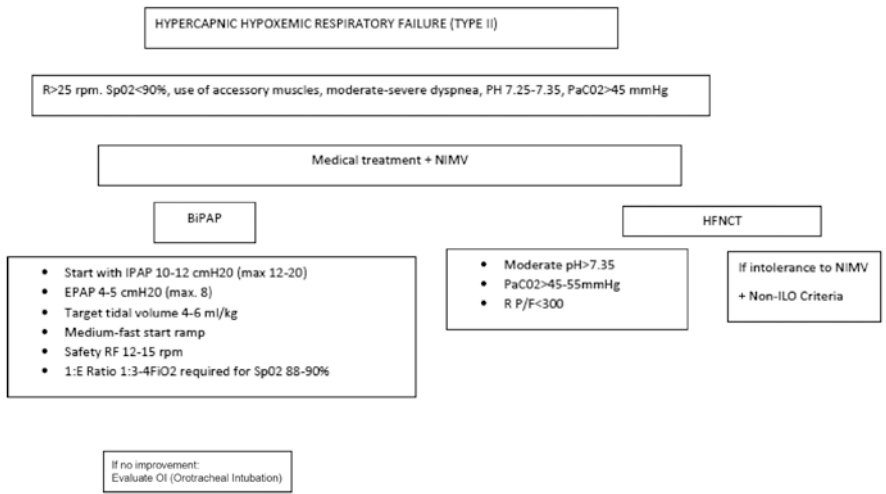 HYPERCAPNIC HYPOXEMIC RESPIRATORY FAILURE (TYPE II)
R>25 rpm. Sp02<90%, use of accessory muscles, moderate-severe dyspnea, PH 7.25-7.35, PaC02>45 mmHg
Medical treatment + NIMV
BiPAP
• Start with IPAP 10-12 cmH20 (max 12-20)
• EPAP 4-5 cmH20 (max. 8)
• Target tidal volume 4-6 ml/kg
• Medium-fast start ramp
• Safety RF 12-15 rpm
• 1:E Ratio 1:3-4FiO2 required for Sp02 88-90%
HFNCT
• Moderate pH>7.35
• PaC02>45-55mmHg
• R P/F<300
If intolerance to NIMV
+ Non-ILO Criteria
If no improvement:
Evaluate OI (Orotracheal Intubation)